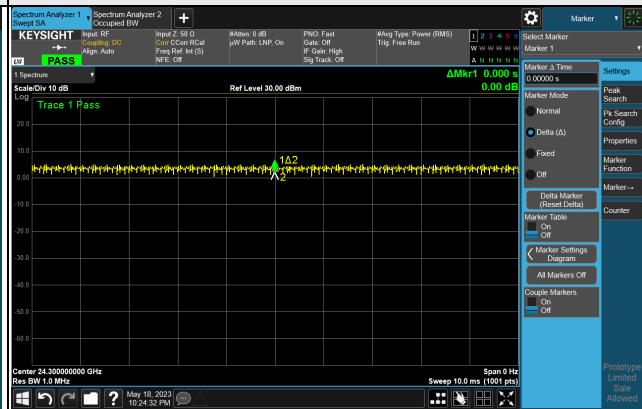 Spectrum Analyzer 1
Swept SA
Spectrum Analyzer 2
Occupied BW
Marker
KEYSIGHT
Input: RF
Coupling: DC
Align: Auto
Input Z: 50 Ω
Corr CCorr RCal
Freq Ref: Int (S)
NFE: Off
#Atten: 0 dB
µW Path: LNP, On
PNO: Fast
Gate: Off
IF Gain: High
Sig Track: Off
#Avg Type: Power (RMS)
Trig: Free Run
1 2 3 4 5 6
W W W W W W
A N N N N N
LXI
PASS
Select Marker
Marker 1
1 Spectrum
Scale/Div 10 dB
Ref Level 30.00 dBm
ΔMkr1 0.000 s
0.00 dB
Log
Trace 1 Pass
20.0
10.0
0.00
-10.0
-20.0
-30.0
-40.0
-50.0
-60.0
1Δ2
2
Center 24.300000000 GHz
Res BW 1.0 MHz
Span 0 Hz
Sweep 10.0 ms (1001 pts)
Marker Δ Time
0.00000 s
Marker Mode
Normal
Delta (Δ)
Fixed
Off
Delta Marker
(Reset Delta)
Marker Table
On
Off
Marker Settings
Diagram
All Markers Off
Couple Markers
On
Off
Settings
Peak
Search
Pk Search
Config
Properties
Marker
Function
Marker→
Counter
Prototype
Limited
Sale
Allowed
May 18, 2023
10:24:32 PM